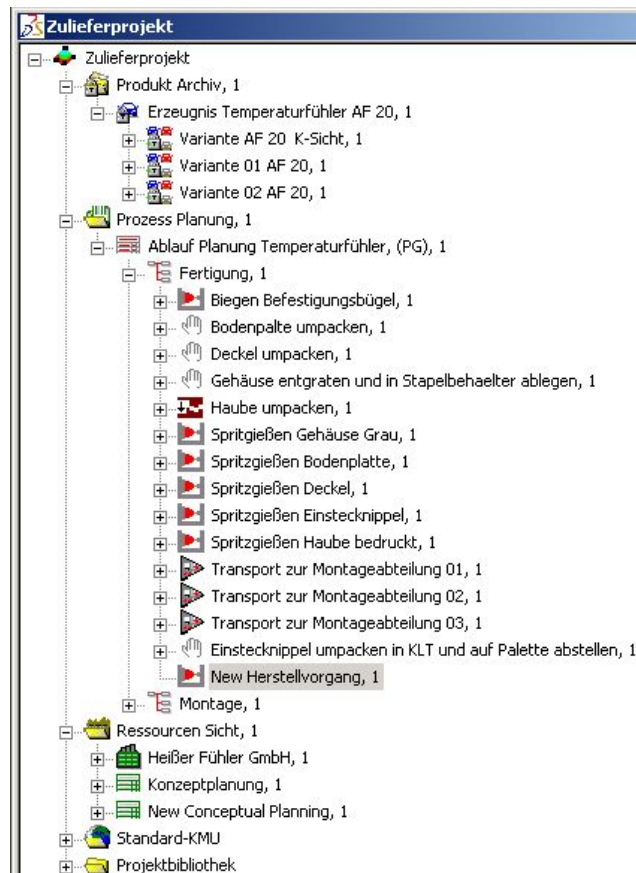 Zulieferprojekt
Zulieferprojekt
Produkt Archiv, 1
Erzeugnis Temperaturfühler AF 20, 1
Variante AF 20 K-Sicht, 1
Variante 01 AF 20, 1
Variante 02 AF 20, 1
Prozess Planung, 1
Ablauf Planung Temperaturfühler, (PG), 1
Fertigung, 1
Biegen Befestigungsbügel, 1
Bodenpalte umpacken, 1
Deckel umpacken, 1
Gehäuse entgraten und in Stapelbehaelter ablegen, 1
Haube umpacken, 1
Spritgießen Gehäuse Grau, 1
Spritzgießen Bodenplatte, 1
Spritzgießen Deckel, 1
Spritzgießen Einstecknippel, 1
Spritzgießen Haube bedruckt, 1
Transport zur Montageabteilung 01, 1
Transport zur Montageabteilung 02, 1
Transport zur Montageabteilung 03, 1
Einstecknippel umpacken in KLT und auf Palette abstellen, 1
New Herstellvorgang, 1
Montage, 1
Ressourcen Sicht, 1
Heißer Fühler GmbH, 1
Konzeptplanung, 1
New Conceptual Planning, 1
Standard-KMU
Projektbibliothek